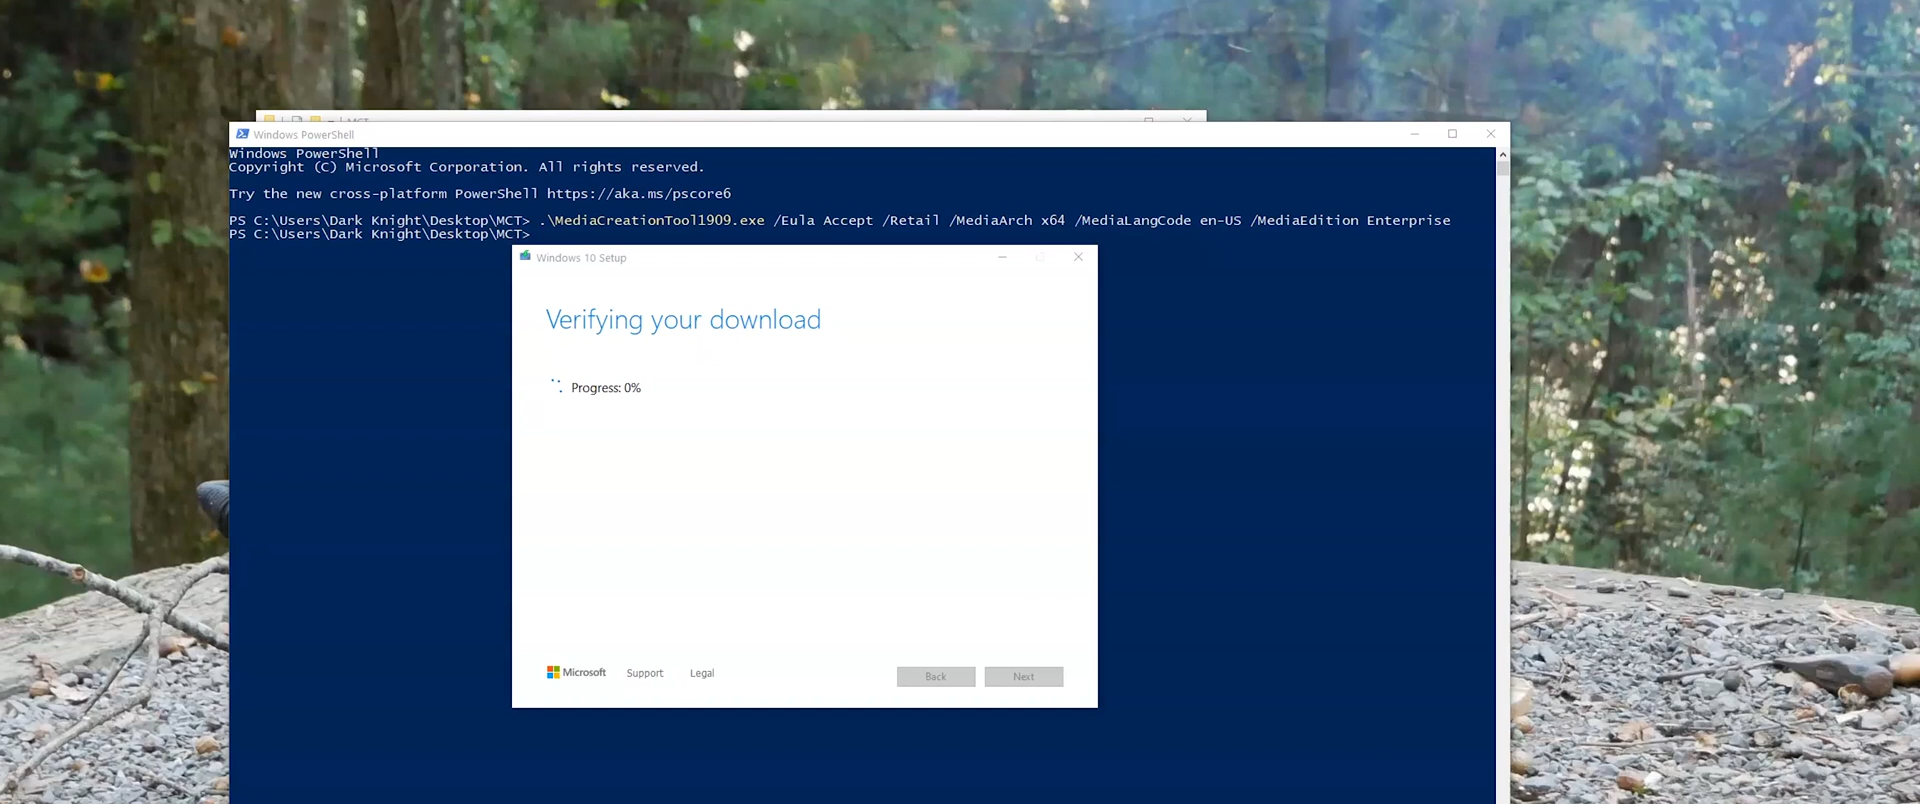 MCT
Windows PowerShell
Windows PowerShell
Copyright (C) Microsoft Corporation. All rights reserved.
Try the new cross-platform PowerShell https://aka.ms/pscore6
PS C:\Users\Dark Knight\Desktop\MCT> .\MediaCreationTool1909.exe /Eula Accept /Retail /MediaArch x64 /MediaLangCode en-US /MediaEdition Enterprise
PS C:\Users\Dark Knight\Desktop\MCT>
Windows 10 Setup
Verifying your download
Progress: 0%
Microsoft Support Legal Back Next